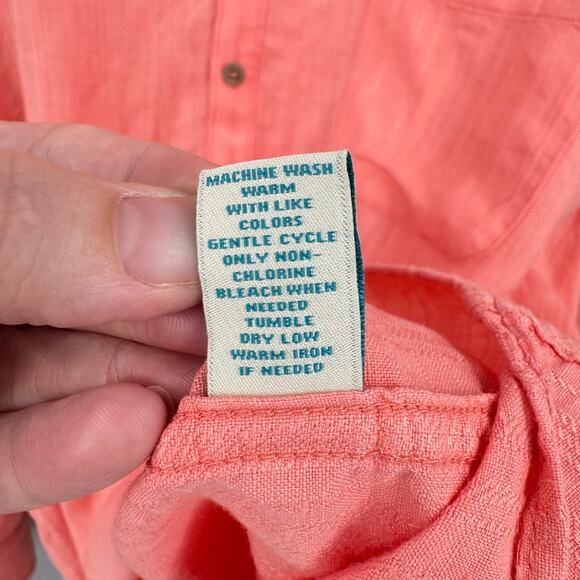 MACHINE WASH
WARM
WITH LIKE
COLORS
GENTLE CYCLE
ONLY NON-
CHLORINE
BLEACH WHEN
NEEDED
TUMBLE
DRY LOW
WARM IRON
IF NEEDED